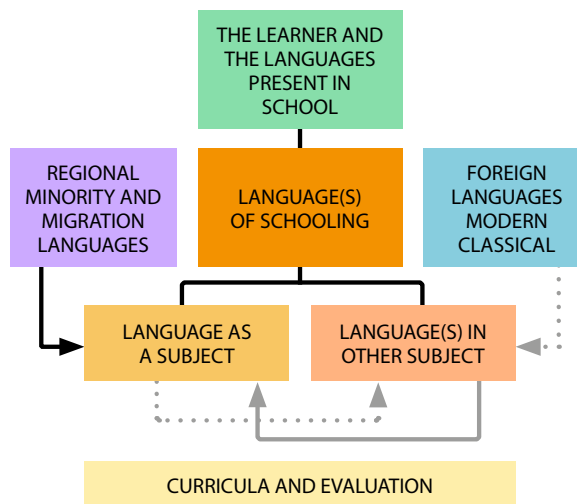 THE LEARNER AND
THE LANGUAGES
PRESENT IN
SCHOOL
REGIONAL
MINORITY AND
MIGRATION
LANGUAGES
LANGUAGE(S)
OF SCHOOLING
FOREIGN
LANGUAGES
MODERN
CLASSICAL
LANGUAGE AS
A SUBJECT
LANGUAGE(S) IN
OTHER SUBJECT
CURRICULA AND EVALUATION